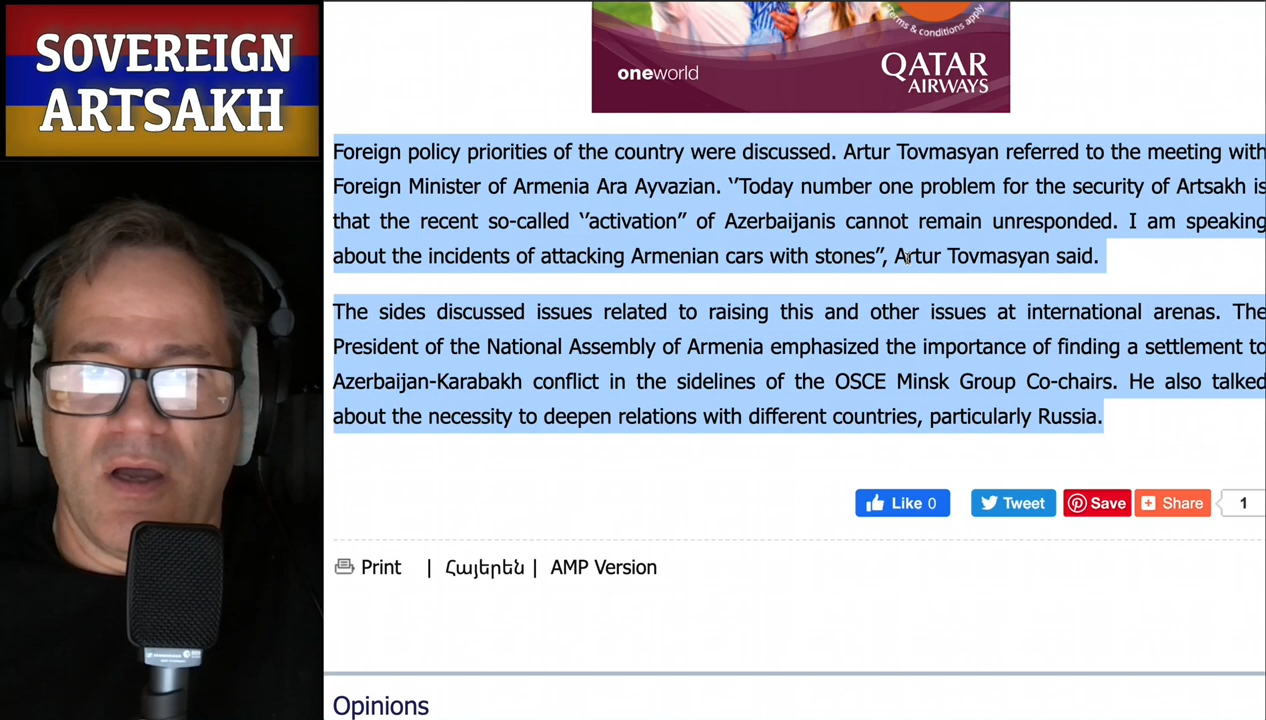 SOVEREIGN
ARTSAKH
*Terms & conditions apply
oneworld
QATAR
AIRWAYS
Foreign policy priorities of the country were discussed. Artur Tovmasyan referred to the meeting with
Foreign Minister of Armenia Ara Ayvazian. ‘’Today number one problem for the security of Artsakh is
that the recent so-called ‘’activation” of Azerbaijanis cannot remain unresponded. I am speaking
about the incidents of attacking Armenian cars with stones”, Artur Tovmasyan said.
The sides discussed issues related to raising this and other issues at international arenas. The
President of the National Assembly of Armenia emphasized the importance of finding a settlement to
Azerbaijan-Karabakh conflict in the sidelines of the OSCE Minsk Group Co-chairs. He also talked
about the necessity to deepen relations with different countries, particularly Russia.
Like 0 Tweet Save Share 1
Print | Հայերեն | AMP Version
Opinions